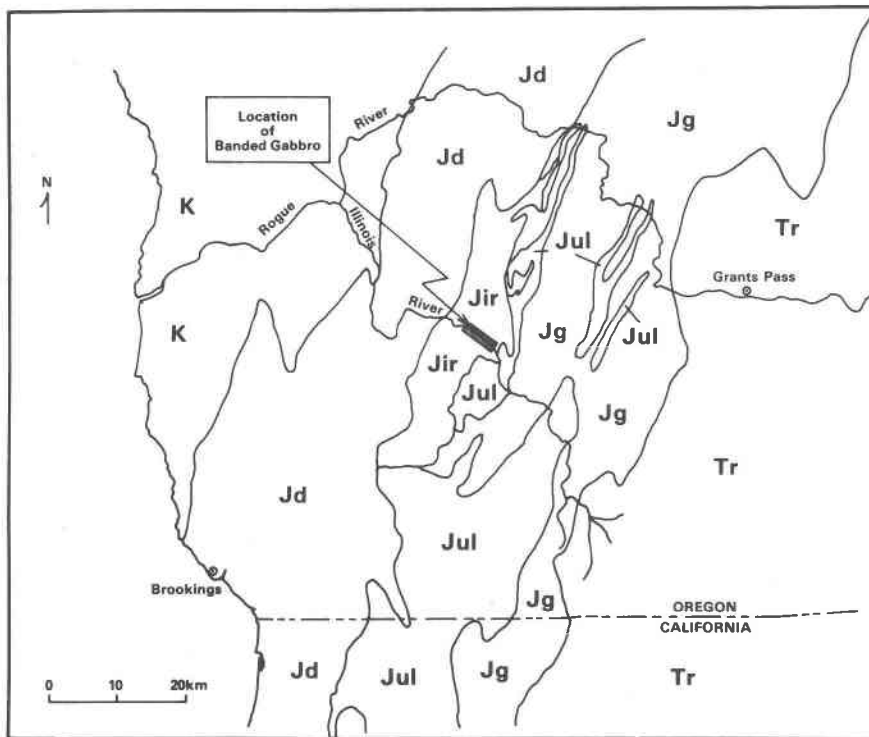 Jd
Jg
Location
of
Banded Gabbro
River
Jd
N
K
Rogue
Illinois
Tr
Jul
Grants Pass
Jir
River
K
Jg
Jul
Jir
Jul
Jg
Tr
Jd
Jul
Brookings
Jg
OREGON
CALIFORNIA
Jd
Jul
Jg
Tr
0 10 20km